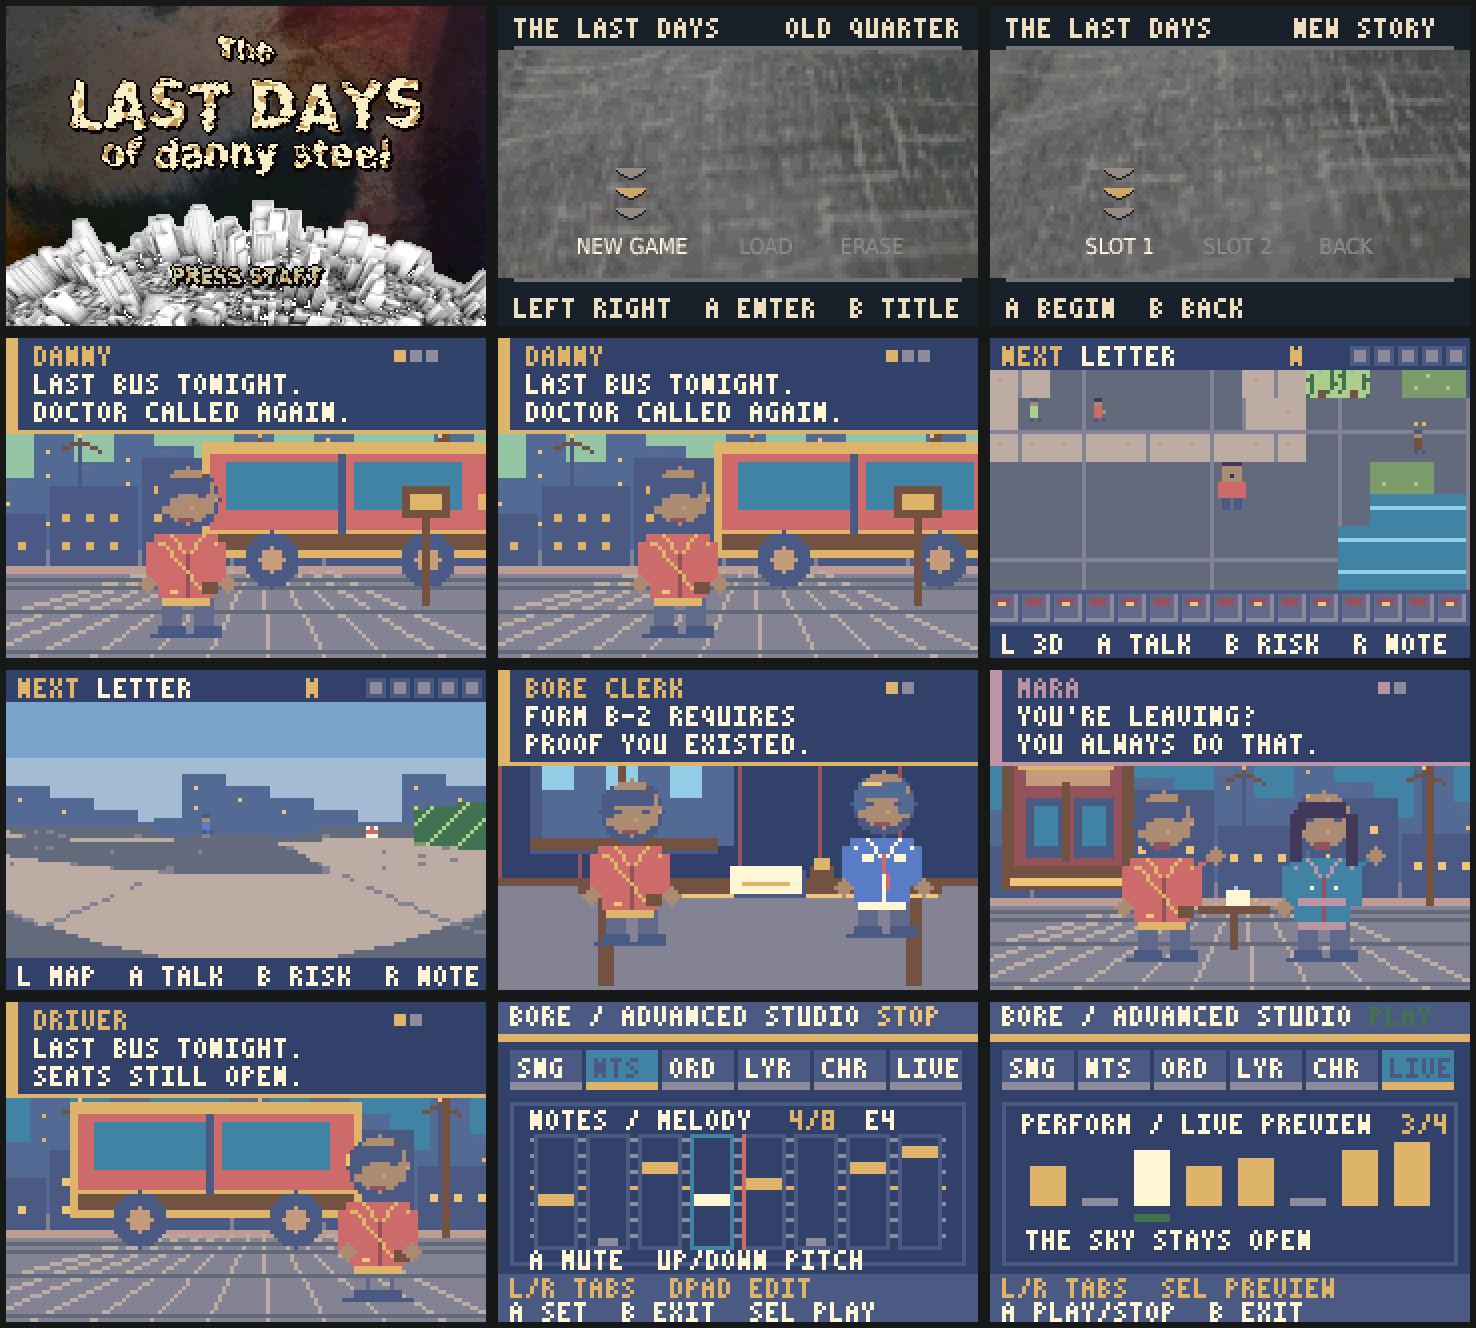 The
LAST DAYS
of danny steel
PRESS START
THE LAST DAYS OLD QUARTER
NEW GAME LOAD ERASE
LEFT RIGHT A ENTER B TITLE
THE LAST DAYS NEW STORY
SLOT 1 SLOT 2 BACK
A BEGIN B BACK
DANNY
LAST BUS TONIGHT.
DOCTOR CALLED AGAIN.
DANNY
LAST BUS TONIGHT.
DOCTOR CALLED AGAIN.
NEXT LETTER N
L 3D A TALK B RISK R NOTE
NEXT LETTER N
L MAP A TALK B RISK R NOTE
BORE CLERK
FORM B-2 REQUIRES
PROOF YOU EXISTED.
MARA
YOU'RE LEAVING?
YOU ALWAYS DO THAT.
DRIVER
LAST BUS TONIGHT.
SEATS STILL OPEN.
BORE / ADVANCED STUDIO STOP
SNG NTS ORD LYR CHR LIVE
NOTES / MELODY 4/8 E4
A MUTE UP/DOWN PITCH
L/R TABS DPAD EDIT
A SET B EXIT SEL PLAY
BORE / ADVANCED STUDIO PLAY
SNG NTS ORD LYR CHR LIVE
PERFORM / LIVE PREVIEW 3/4
THE SKY STAYS OPEN
L/R TABS SEL PREVIEW
A PLAY/STOP B EXIT